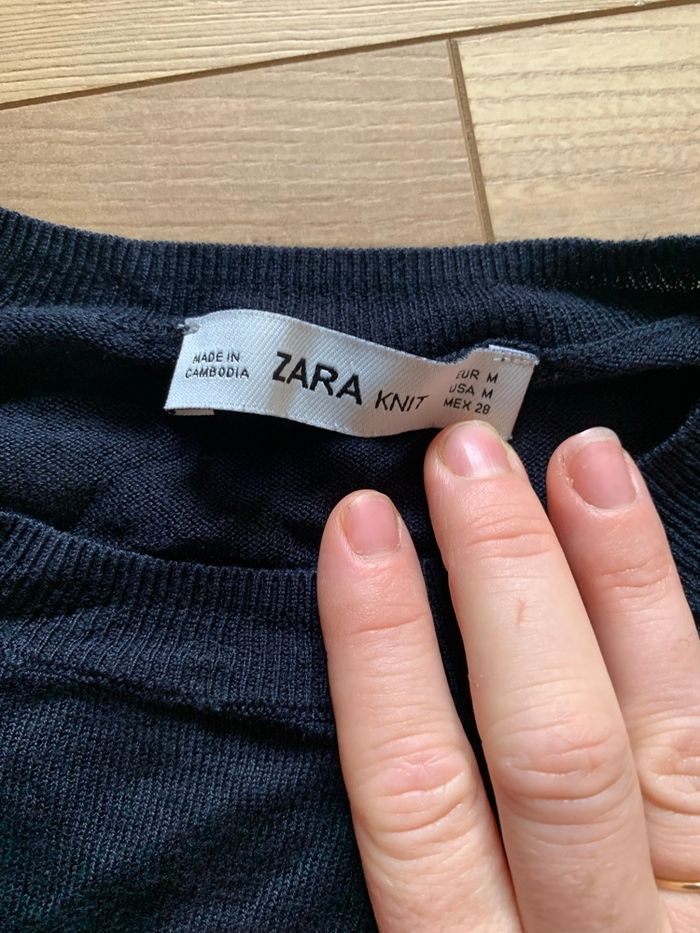 MADE IN
CAMBODIA
ZARA KNIT
EUR M
USA M
MEX 28